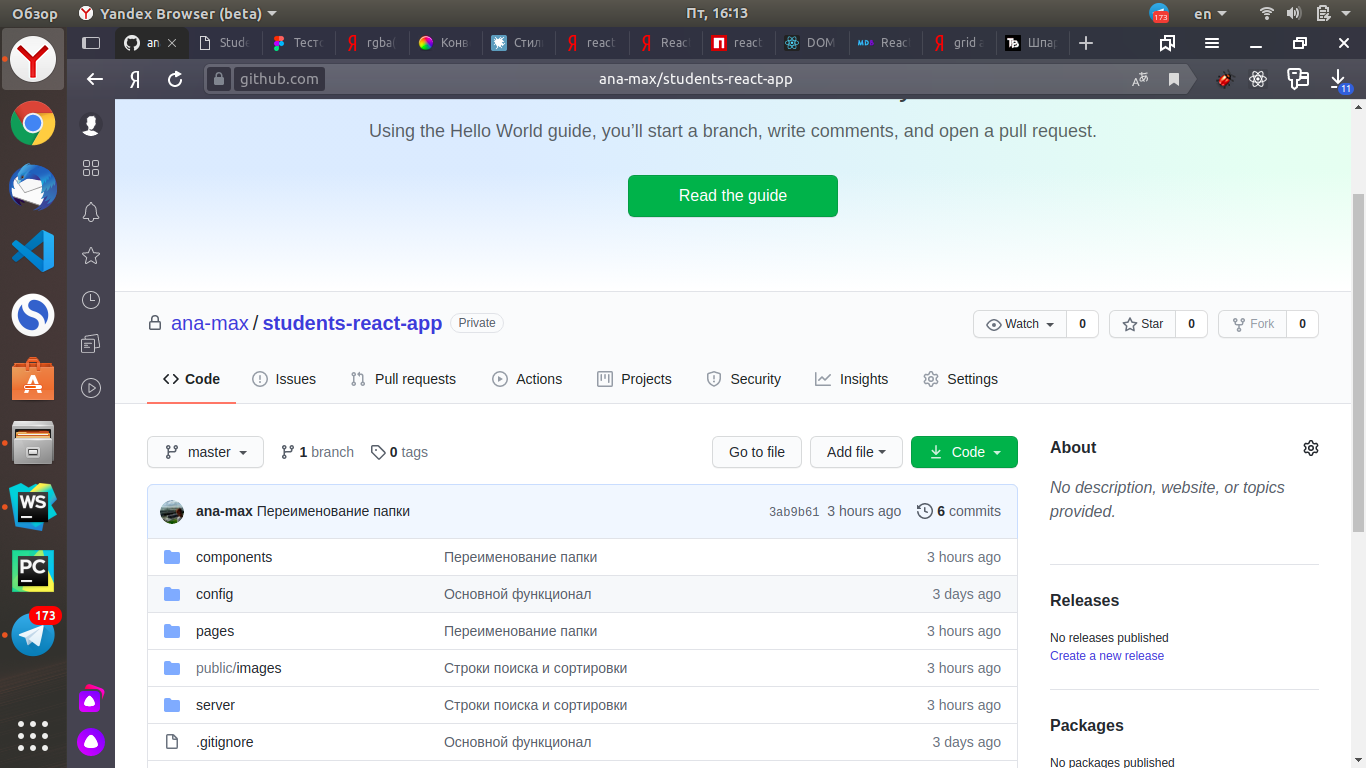 Обзор Yandex Browser (beta) Пт, 16:13 173 en
an Stude Тесто rgba( Конв Стил react Reac react DOM Reac grid a Шпар
github.com ana-max/students-react-app 11
Using the Hello World guide, you’ll start a branch, write comments, and open a pull request.
Read the guide
ana-max / students-react-app Private Watch 0 Star 0 Fork 0
Code Issues Pull requests Actions Projects Security Insights Settings
master 1 branch 0 tags Go to file Add file Code About
No description, website, or topics
provided.
ana-max Переименование папки 3ab9b61 3 hours ago 6 commits
components Переименование папки 3 hours ago
config Основной функционал 3 days ago
Releases
pages Переименование папки 3 hours ago
No releases published
Create a new release
public/images Строки поиска и сортировки 3 hours ago
server Строки поиска и сортировки 3 hours ago
Packages
.gitignore Основной функционал 3 days ago
No packages published
WS
PC
173